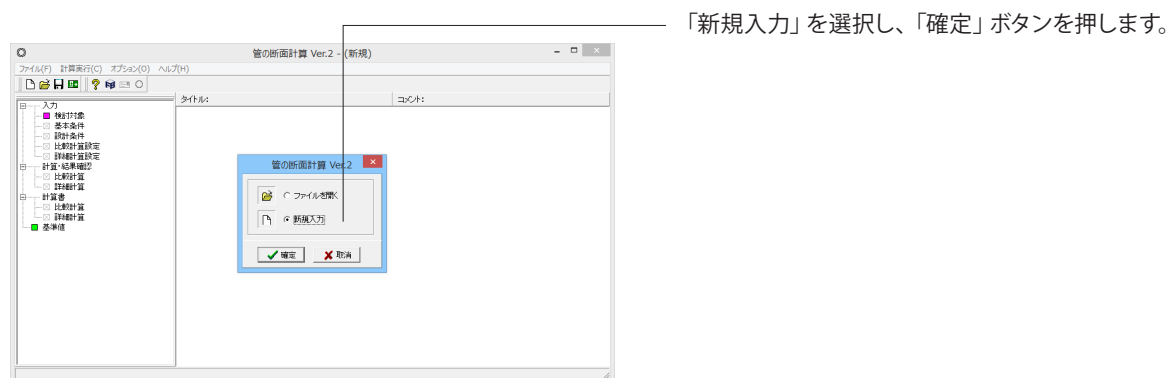 「新規入力」を選択し、「確定」ボタンを押します。
管の断面計算 Ver.2 - (新規)
ファイル(F) 計算実行(C) オプション(O) ヘルプ(H)
タイトル: コメント:
入力
検討対象
基本条件
設計条件
比較計算設定
詳細計算設定
計算・結果確認
比較計算
詳細計算
計算書
比較計算
詳細計算
基準値
管の断面計算 Ver.2
ファイルを開く
新規入力
確定 取消